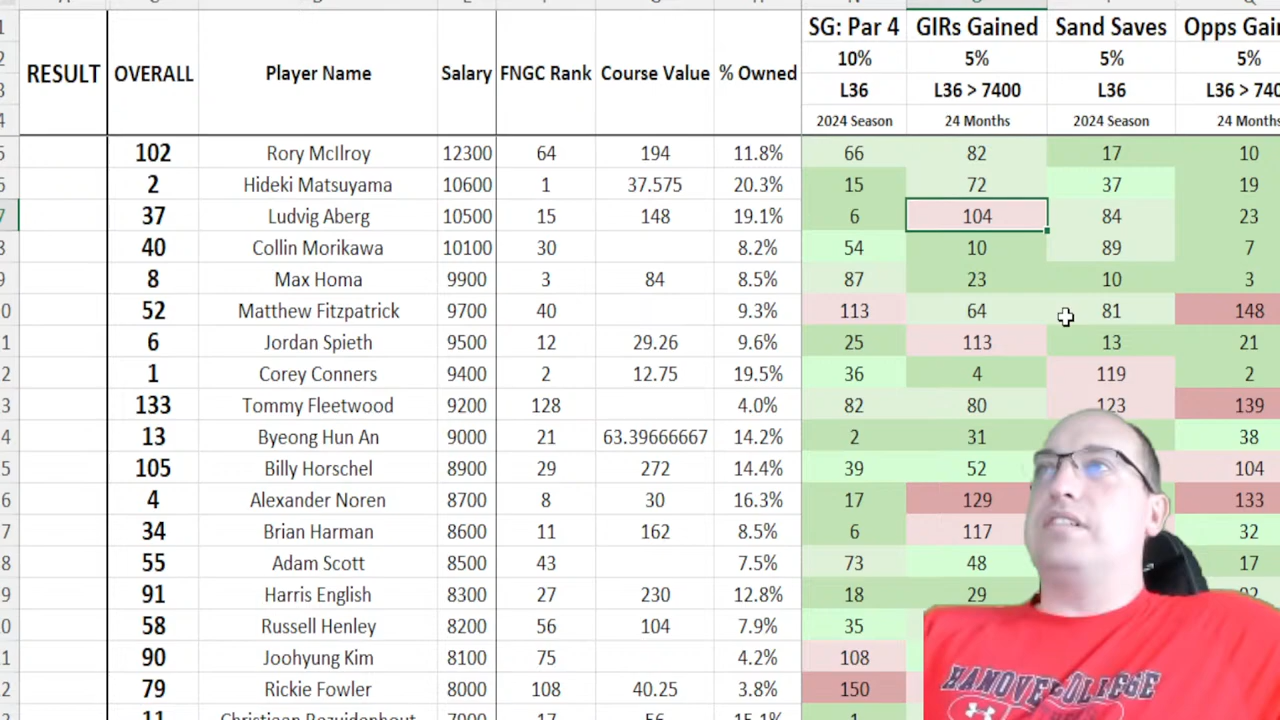 SG: Par 4 GIRs Gained Sand Saves Opps Gai
RESULT OVERALL Player Name Salary FNGC Rank Course Value % Owned
10% 5% 5% 5%
L36 L36 > 7400 L36 L36 > 740
2024 Season 24 Months 2024 Season 24 Months
102 Rory McIlroy 12300 64 194 11.8% 66 82 17 10
2 Hideki Matsuyama 10600 1 37.575 20.3% 15 72 37 19
37 Ludvig Aberg 10500 15 148 19.1% 6 104 84 23
40 Collin Morikawa 10100 30 8.2% 54 10 89 7
8 Max Homa 9900 3 84 8.5% 87 23 10 3
52 Matthew Fitzpatrick 9700 40 9.3% 113 64 81 148
6 Jordan Spieth 9500 12 29.26 9.6% 25 113 13 21
1 Corey Conners 9400 2 12.75 19.5% 36 4 119 2
133 Tommy Fleetwood 9200 128 4.0% 82 80 123 139
13 Byeong Hun An 9000 21 63.39666667 14.2% 2 31 38
105 Billy Horschel 8900 29 272 14.4% 39 52 104
4 Alexander Noren 8700 8 30 16.3% 17 129 133
34 Brian Harman 8600 11 162 8.5% 6 117 32
55 Adam Scott 8500 43 7.5% 73 48 17
91 Harris English 8300 27 230 12.8% 18 29
58 Russell Henley 8200 56 104 7.9% 35
90 Joohyung Kim 8100 75 4.2% 108
79 Rickie Fowler 8000 108 40.25 3.8% 150
11 Christiaan Bezuidenhout 7900 17 56 15.1% 1
HANOVER COLLEGE